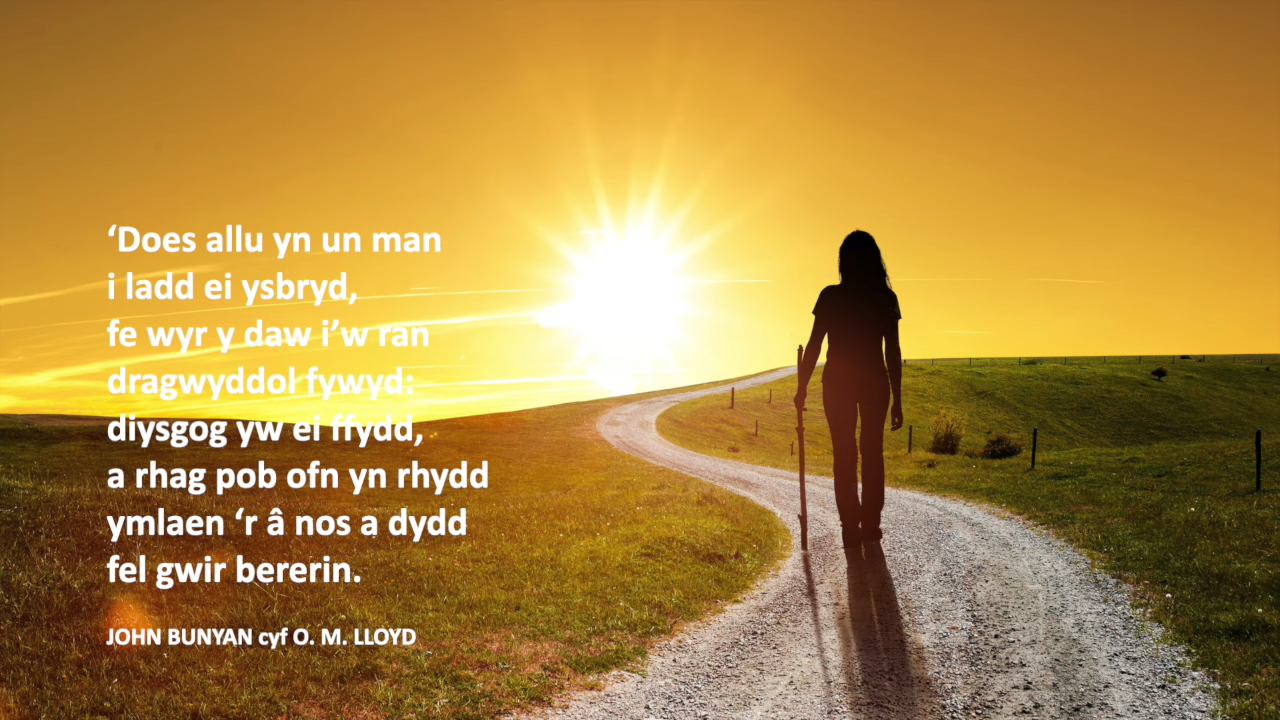 ‘Does allu yn un man
i ladd ei ysbryd,
fe wyr y daw i’w ran
dragwyddol fywyd:
diysgog yw ei ffydd,
a rhag pob ofn yn rhydd
ymlaen ‘r â nos a dydd
fel gwir bererin.
JOHN BUNYAN cyf O. M. LLOYD